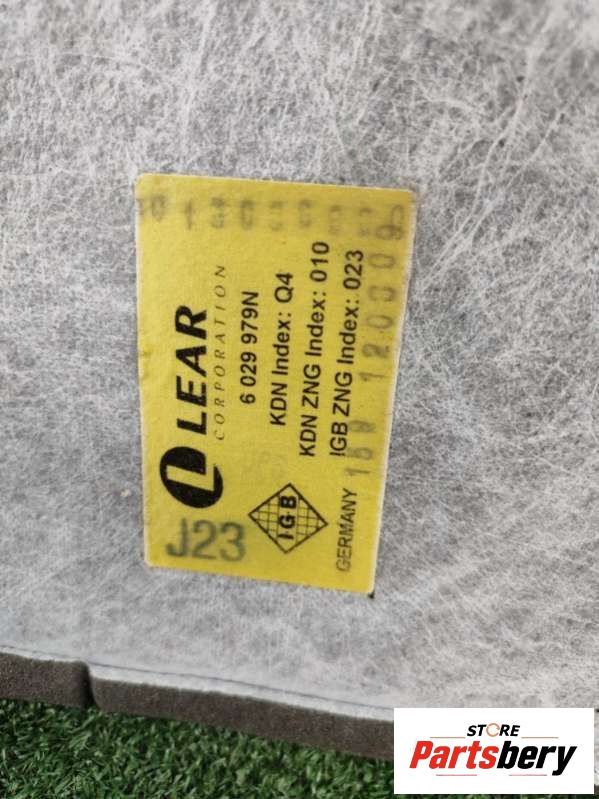 LEAR
CORPORATION
6 029 979N
KDN Index: Q4
KDN ZNG Index: 010
IGB ZNG Index: 023
J23
I·G·B
GERMANY
STORE
Partsbery